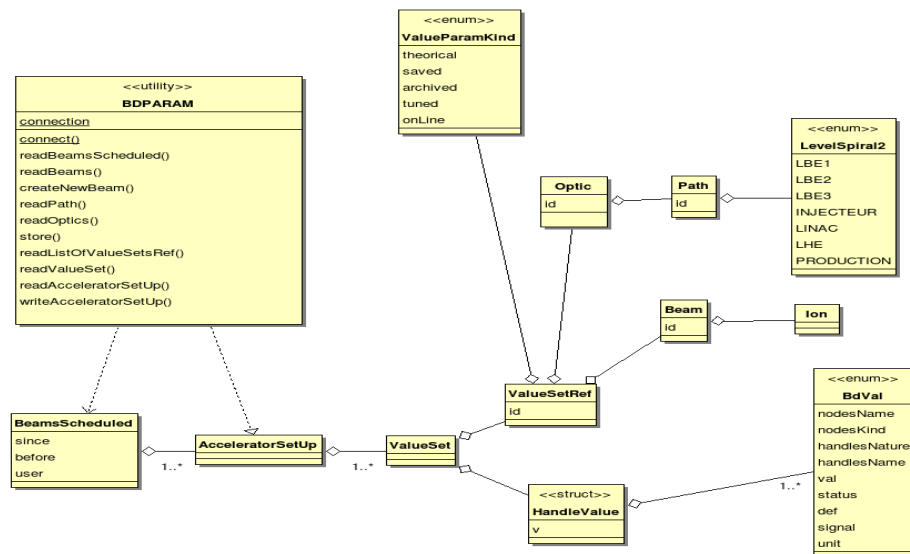 <<enum>>
ValueParamKind
theorical
saved
archived
tuned
onLine
<<utility>>
BDPARAM
connection
connect()
readBeamsScheduled()
readBeams()
createNewBeam()
readPath()
readOptics()
store()
readListOfValueSetsRef()
readValueSet()
readAcceleratorSetUp()
writeAcceleratorSetUp()
<<enum>>
LevelSpiral2
LBE1
LBE2
LBE3
INJECTEUR
LINAC
LHE
PRODUCTION
Optic
id
Path
id
Beam
id
Ion
ValueSetRef
id
<<enum>>
BdVal
nodesName
nodesKind
handlesNature
handlesName
val
status
def
signal
unit
BeamsScheduled
since
before
user
1..*
AcceleratorSetUp
1..*
ValueSet
<<struct>>
HandleValue
v
1..*